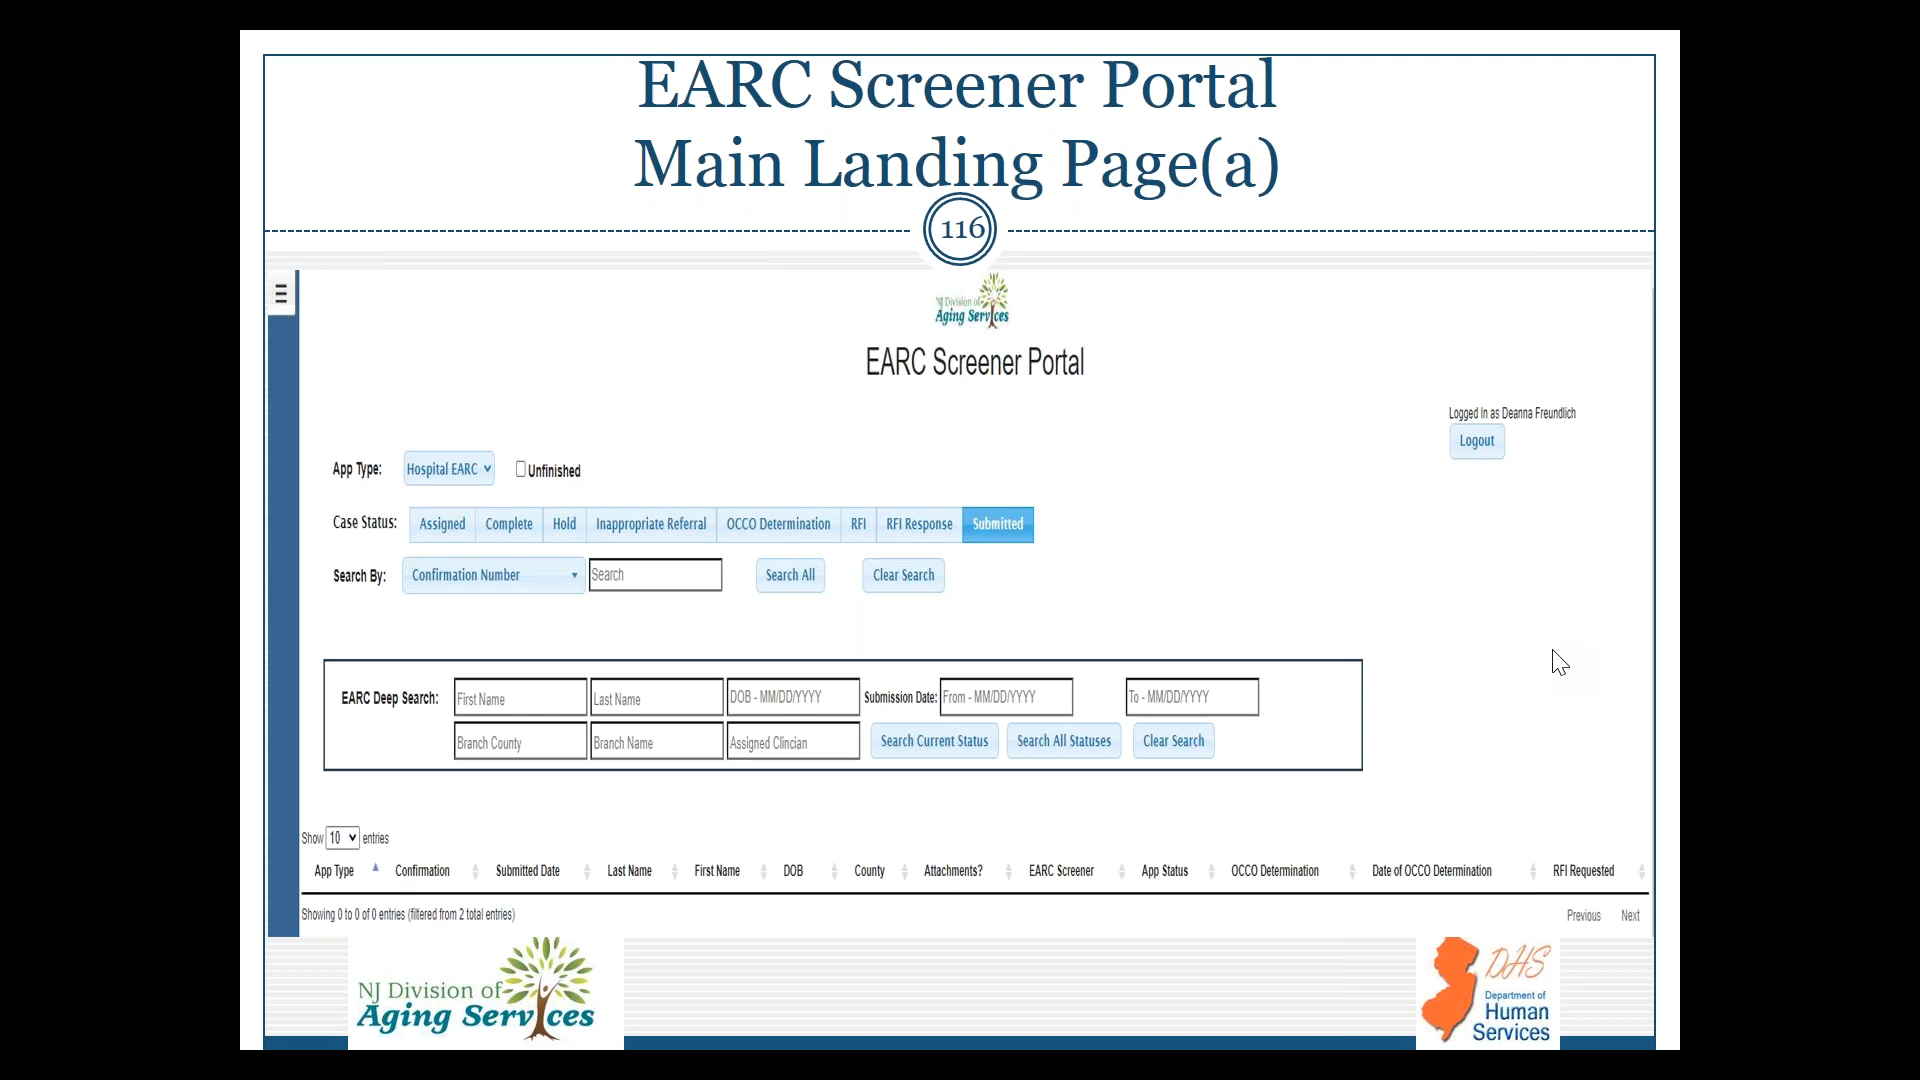 EARC Screener Portal
Main Landing Page(a)
116
NJ Division of
Aging Services
EARC Screener Portal
Logged In as Deanna Freundlich
Logout
App Type: Hospital EARC Unfinished
Case Status: Assigned Complete Hold Inappropriate Referral OCCO Determination RFI RFI Response Submitted
Search By: Confirmation Number Search Search All Clear Search
EARC Deep Search: First Name Last Name DOB - MM/DD/YYYY Submission Date: From - MM/DD/YYYY To - MM/DD/YYYY
Branch County Branch Name Assigned Clincian Search Current Status Search All Statuses Clear Search
Show 10 entries
App Type Confirmation Submitted Date Last Name First Name DOB County Attachments? EARC Screener App Status OCCO Determination Date of OCCO Determination RFI Requested
Showing 0 to 0 of 0 entries (filtered from 2 total entries) Previous Next
NJ Division of
Aging Services
DHS
Department of
Human
Services